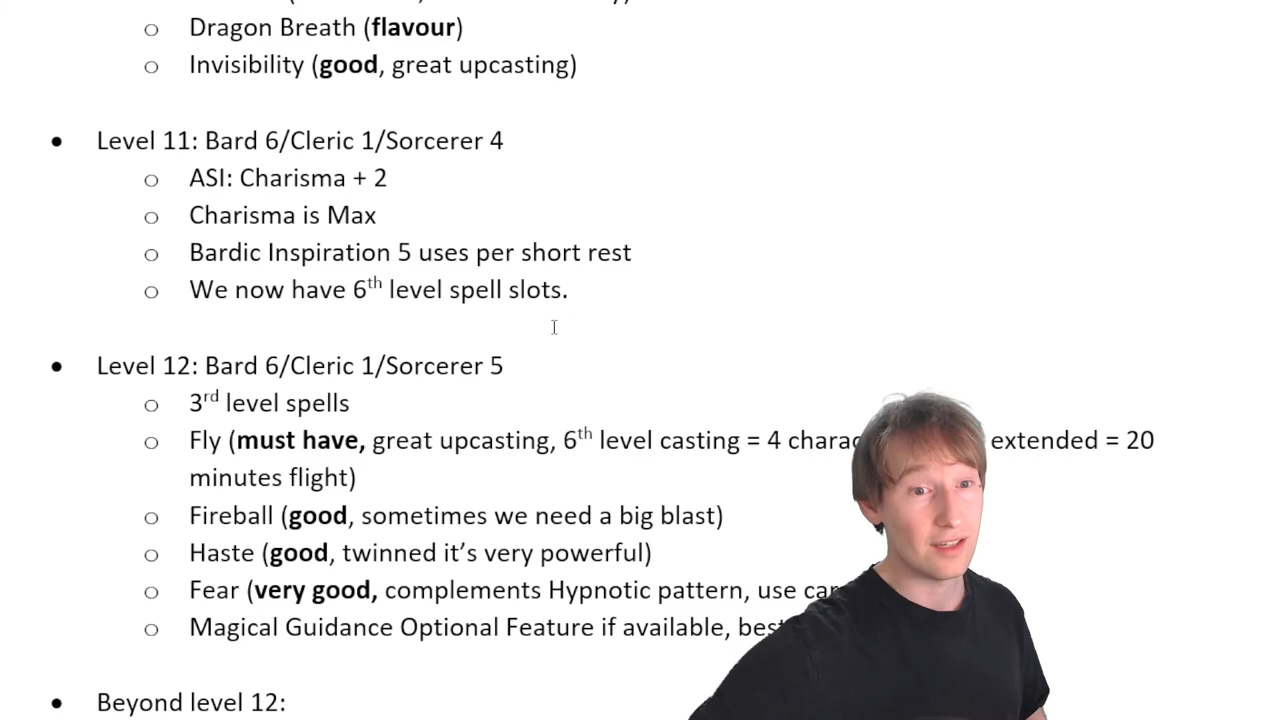 Dragon Breath (flavour)
Invisibility (good, great upcasting)
Level 11: Bard 6/Cleric 1/Sorcerer 4
ASI: Charisma + 2
Charisma is Max
Bardic Inspiration 5 uses per short rest
We now have 6th level spell slots.
Level 12: Bard 6/Cleric 1/Sorcerer 5
3rd level spells
Fly (must have, great upcasting, 6th level casting = 4 extended = 20
minutes flight)
Fireball (good, sometimes we need a big blast)
Haste (good, twinned it’s very powerful)
Fear (very good, complements Hypnotic pattern, use
Magical Guidance Optional Feature if available,
Beyond level 12: